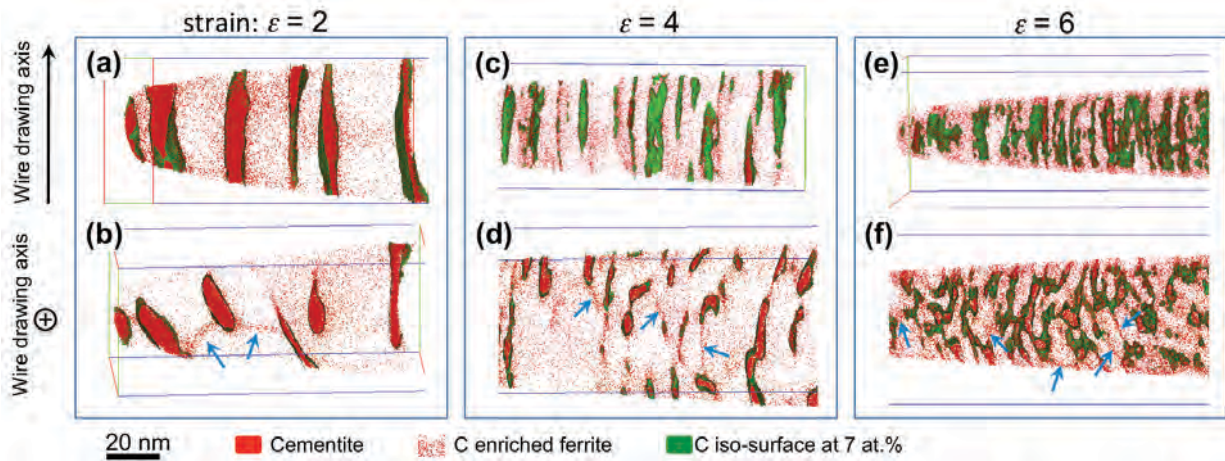 strain: ε = 2
ε = 4
ε = 6
Wire drawing axis
(a)
(c)
(e)
Wire drawing axis
(b)
(d)
(f)
20 nm
Cementite
C enriched ferrite
C iso-surface at 7 at.%